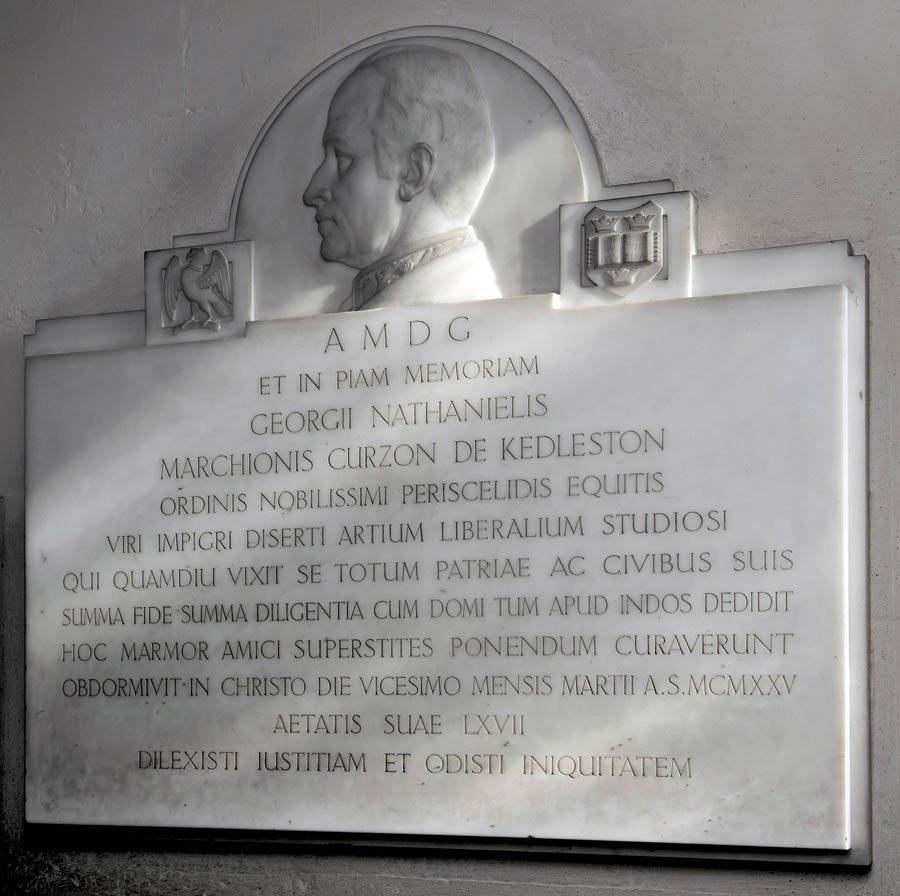 A M D G
ET IN PIAM MEMORIAM
GEORGII NATHANIELIS
MARCHIONIS CURZON DE KEDLESTON
ORDINIS NOBILISSIMI PERISCELIDIS EQUITIS
VIRI IMPIGRI DISERTI ARTIUM LIBERALIUM STUDIOSI
QUI QUAMDIU VIXIT SE TOTUM PATRIAE AC CIVIBUS SUIS
SUMMA FIDE SUMMA DILIGENTIA CUM DOMI TUM APUD INDOS DEDIDIT
HOC MARMOR AMICI SUPERSTITES PONENDUM CURAVERUNT
OBDORMIVIT IN CHRISTO DIE VICESIMO MENSIS MARTII A.S.MCMXXV
AETATIS SUAE LXVII
DILEXISTI IUSTITIAM ET ODISTI INIQUITATEM